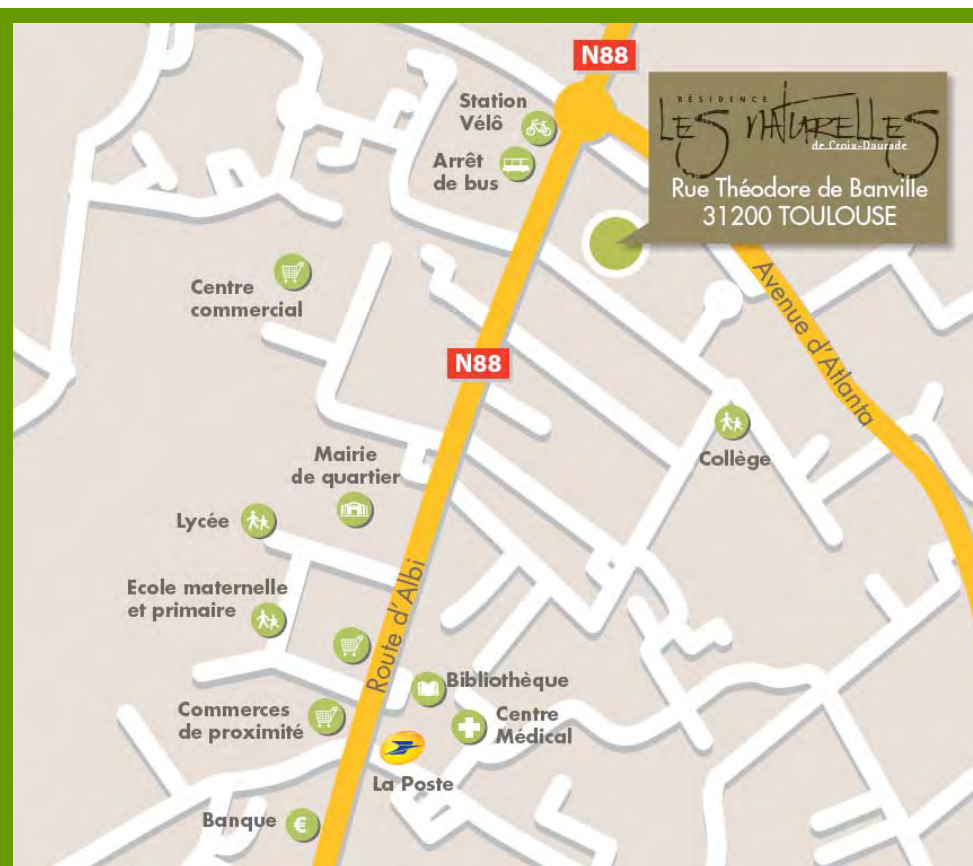 N88
RÉSIDENCE
LES NATURELLES
de Croix-Daurade
Rue Théodore de Banville
31200 TOULOUSE
Station
Vélô
Arrêt
de bus
Centre
commercial
Avenue d'Atlanta
N88
Collège
Mairie
de quartier
Lycée
Ecole maternelle
et primaire
Route d'Albi
Bibliothèque
Commerces
de proximité
Centre
Médical
La Poste
Banque
€